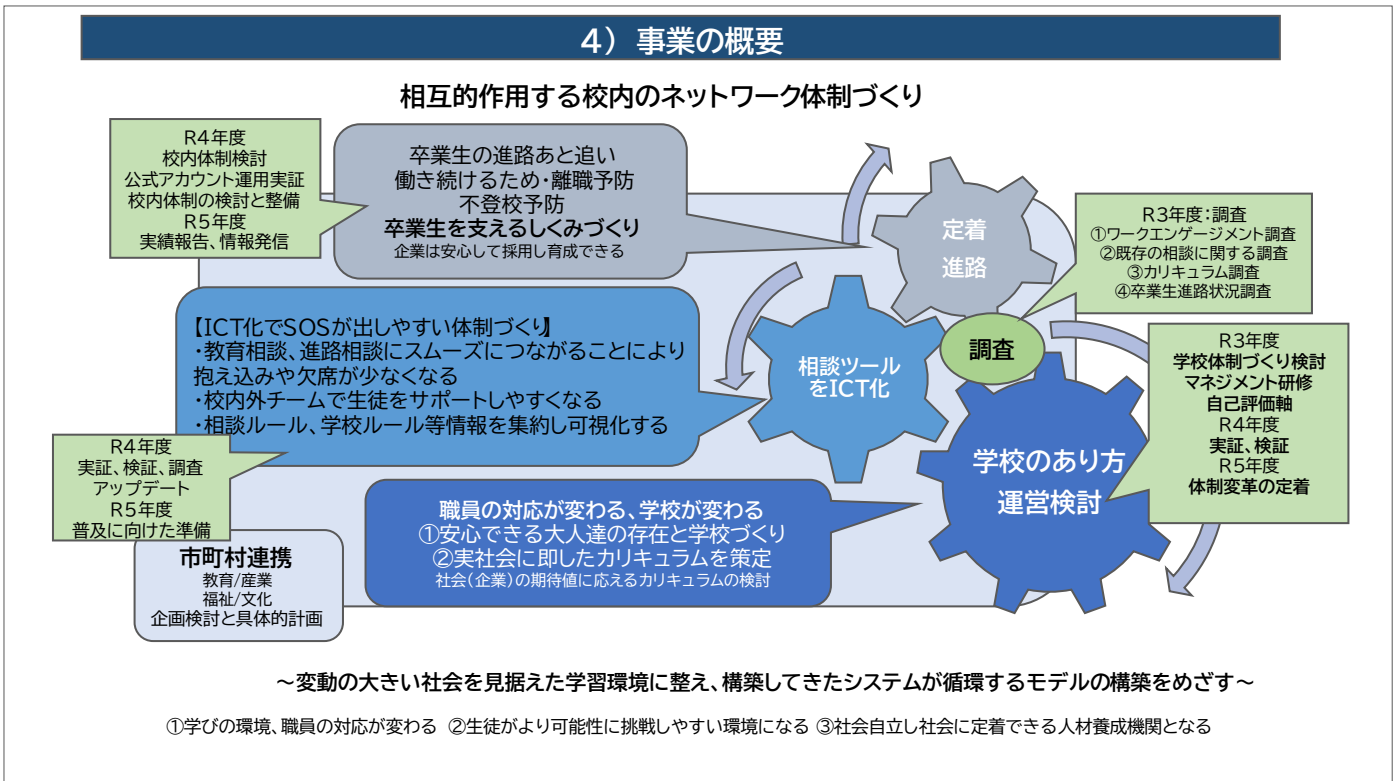 4）事業の概要
相互的作用する校内のネットワーク体制づくり
R4年度
校内体制検討
公式アカウント運用実証
校内体制の検討と整備
R5年度
実績報告、情報発信
卒業生の進路あと追い
働き続けるため・離職予防
不登校予防
卒業生を支えるしくみづくり
企業は安心して採用し育成できる
定着
進路
R3年度：調査
①ワークエンゲージメント調査
②既存の相談に関する調査
③カリキュラム調査
④卒業生進路状況調査
【ICT化でSOSが出しやすい体制づくり】
・教育相談、進路相談にスムーズにつながることにより
抱え込みや欠席が少なくなる
・校内外チームで生徒をサポートしやすくなる
・相談ルール、学校ルール等情報を集約し可視化する
相談ツール
をICT化
調査
R3年度
学校体制づくり検討
マネジメント研修
自己評価軸
R4年度
実証、検証
R5年度
体制変革の定着
R4年度
実証、検証、調査
アップデート
R5年度
普及に向けた準備
学校のあり方
運営検討
職員の対応が変わる、学校が変わる
①安心できる大人達の存在と学校づくり
②実社会に即したカリキュラムを策定
社会（企業）の期待値に応えるカリキュラムの検討
市町村連携
教育/産業
福祉/文化
企画検討と具体的計画
～変動の大きい社会を見据えた学習環境に整え、構築してきたシステムが循環するモデルの構築をめざす～
①学びの環境、職員の対応が変わる ②生徒がより可能性に挑戦しやすい環境になる ③社会自立し社会に定着できる人材養成機関となる